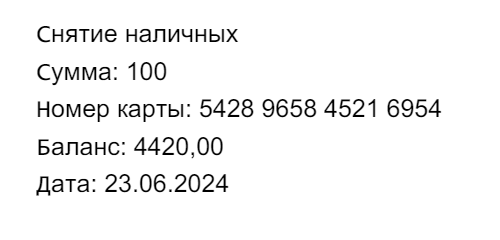 Снятие наличных
Сумма: 100
Номер карты: 5428 9658 4521 6954
Баланс: 4420,00
Дата: 23.06.2024